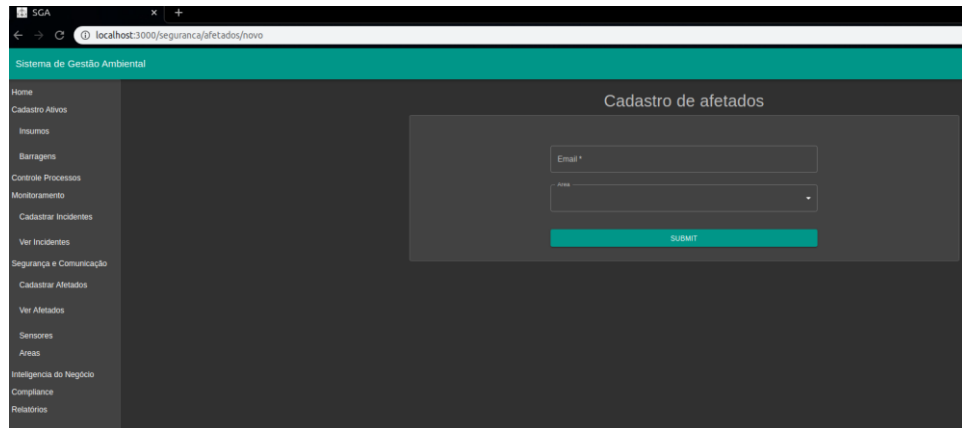 SGA
localhost:3000/seguranca/afetados/novo
Sistema de Gestão Ambiental
Home
Cadastro Ativos
Insumos
Barragens
Controle Processos
Monitoramento
Cadastrar Incidentes
Ver Incidentes
Segurança e Comunicação
Cadastrar Afetados
Ver Afetados
Sensores
Areas
Inteligencia do Negócio
Compliance
Relatórios
Cadastro de afetados
Email *
Area
SUBMIT